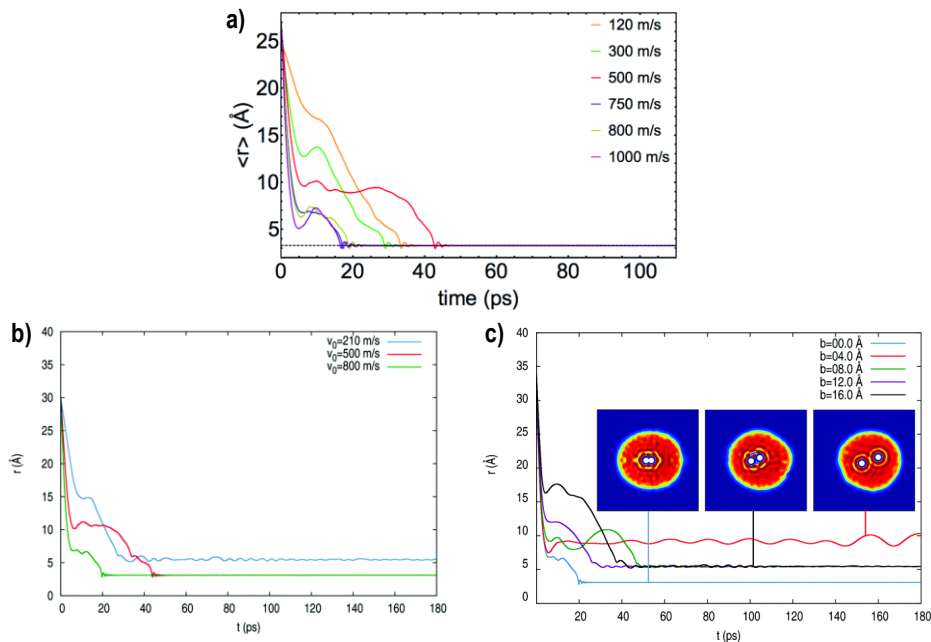 a)
25
20
15
10
5
<r> (Å)
0 20 40 60 80 100
time (ps)
120 m/s
300 m/s
500 m/s
750 m/s
800 m/s
1000 m/s
b)
40
35
30
25
20
15
10
5
0
r (Å)
0 20 40 60 80 100 120 140 160 180
t (ps)
v0=210 m/s
v0=500 m/s
v0=800 m/s
c)
40
35
30
25
20
15
10
5
0
r (Å)
0 20 40 60 80 100 120 140 160 180
t (ps)
b=00.0 Å
b=04.0 Å
b=08.0 Å
b=12.0 Å
b=16.0 Å